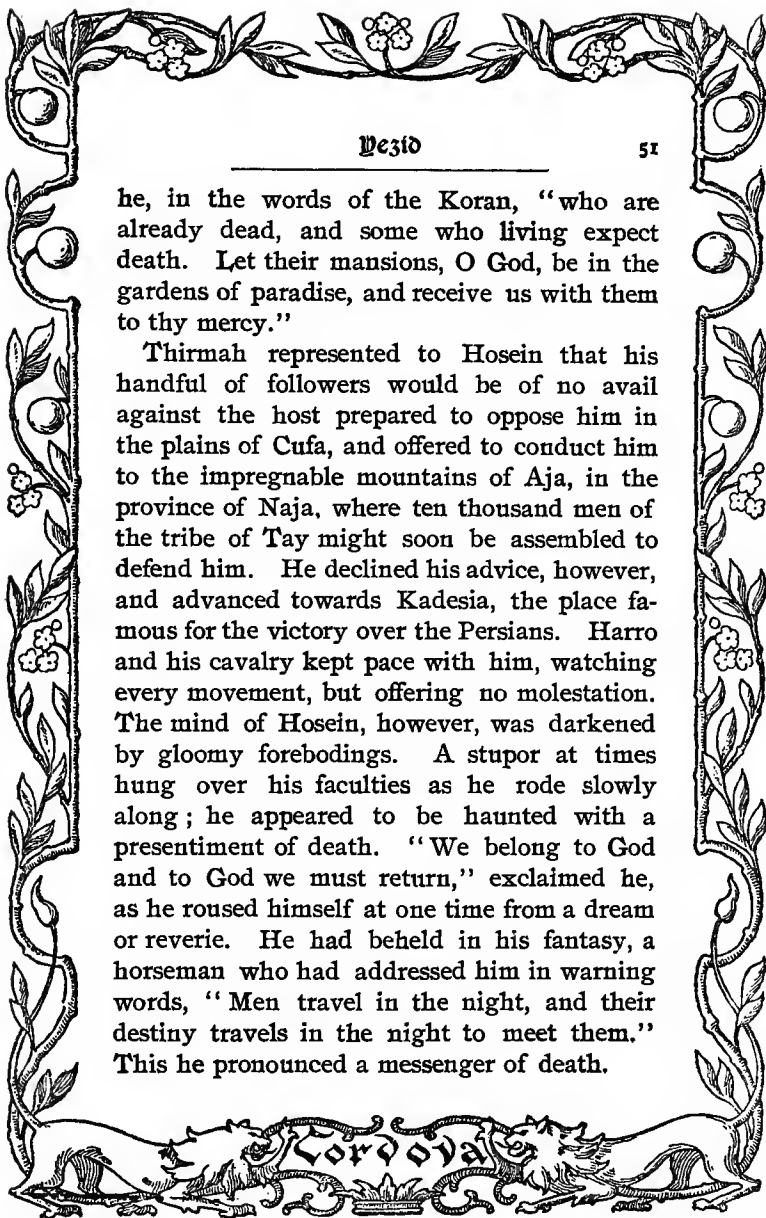 Yezid 51
he, in the words of the Koran, “who are
already dead, and some who living expect
death. Let their mansions, O God, be in the
gardens of paradise, and receive us with them
to thy mercy.”
Thirmah represented to Hosein that his
handful of followers would be of no avail
against the host prepared to oppose him in
the plains of Cufa, and offered to conduct him
to the impregnable mountains of Aja, in the
province of Naja, where ten thousand men of
the tribe of Tay might soon be assembled to
defend him. He declined his advice, however,
and advanced towards Kadesia, the place fa-
mous for the victory over the Persians. Harro
and his cavalry kept pace with him, watching
every movement, but offering no molestation.
The mind of Hosein, however, was darkened
by gloomy forebodings. A stupor at times
hung over his faculties as he rode slowly
along ; he appeared to be haunted with a
presentiment of death. “We belong to God
and to God we must return,” exclaimed he,
as he roused himself at one time from a dream
or reverie. He had beheld in his fantasy, a
horseman who had addressed him in warning
words, “ Men travel in the night, and their
destiny travels in the night to meet them.”
This he pronounced a messenger of death.
Cordova